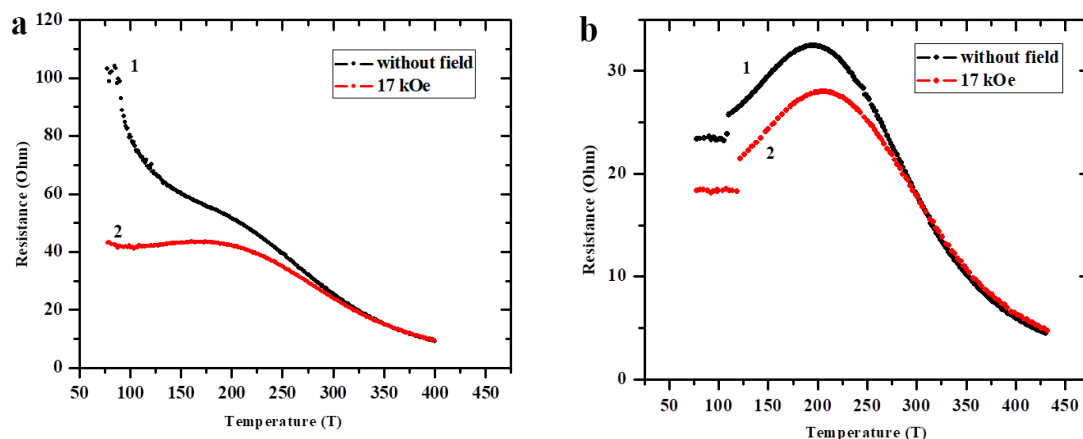 a
120
100
80
60
40
20
0
Resistance (Ohm)
1
2
without field
17 kOe
50 100 150 200 250 300 350 400 450
Temperature (T)
b
30
20
10
0
Resistance (Ohm)
1
2
without field
17 kOe
50 100 150 200 250 300 350 400 450
Temperature (T)